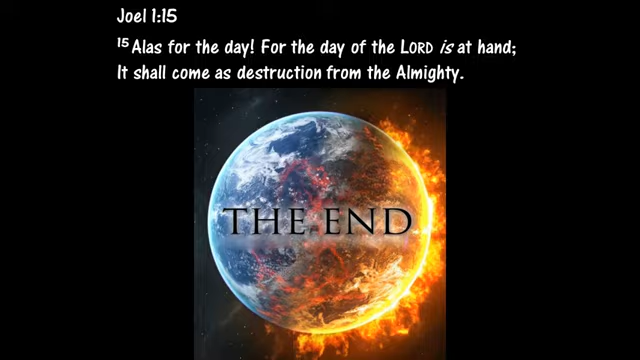 Joel 1:15
15 Alas for the day! For the day of the LORD is at hand;
It shall come as destruction from the Almighty.
THE END